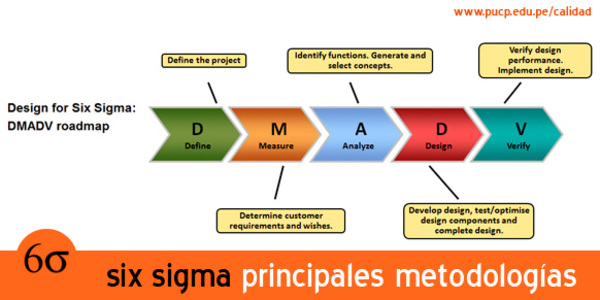 www.pucp.edu.pe/calidad
Define the project
Identify functions. Generate and
select concepts.
Verify design
performance.
Implement design.
Design for Six Sigma:
DMADV roadmap
D
Define
M
Measure
A
Analyze
D
Design
V
Verify
Determine customer
requirements and wishes.
Develop design, test/optimise
design components and
complete design.
6σ
six sigma principales metodologías